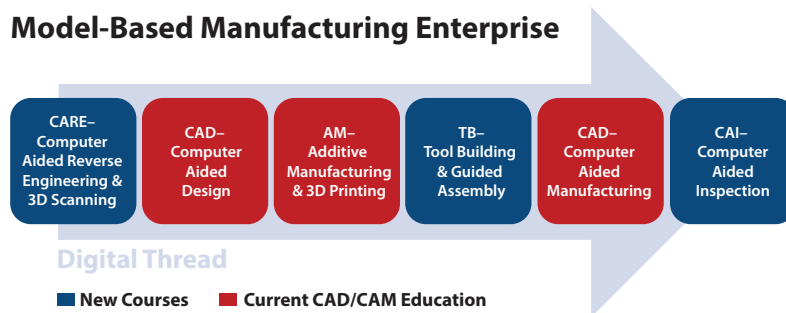 Model-Based Manufacturing Enterprise
CARE–
Computer
Aided Reverse
Engineering &
3D Scanning
CAD–
Computer
Aided
Design
AM–
Additive
Manufacturing
& 3D Printing
TB–
Tool Building
& Guided
Assembly
CAD–
Computer
Aided
Manufacturing
CAI–
Computer
Aided
Inspection
Digital Thread
New Courses
Current CAD/CAM Education